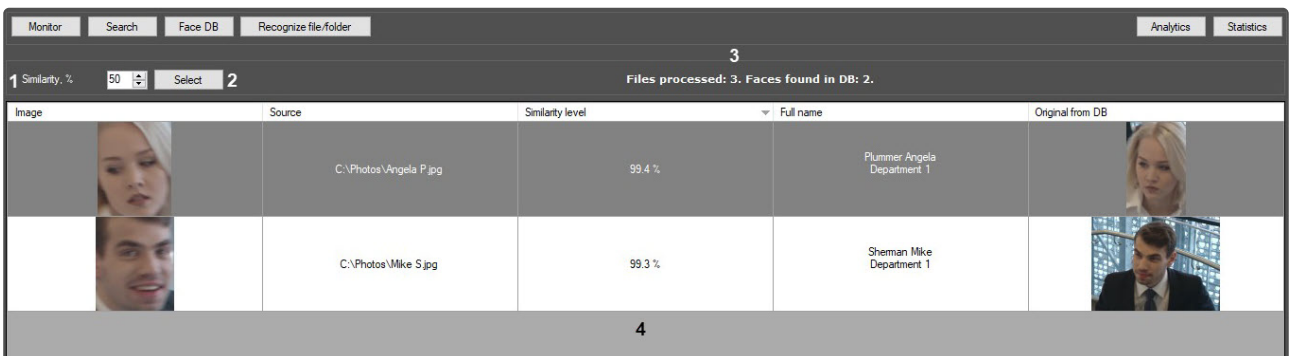 Monitor Search Face DB Recognize file/folder Analytics Statistics
3
1 Similarity, % 50 Select 2 Files processed: 3. Faces found in DB: 2.
Image Source Similarity level Full name Original from DB
C:\Photos\Angela P.jpg 99.4 % Plummer Angela
Department 1
C:\Photos\Mike S.jpg 99.3 % Sherman Mike
Department 1
4